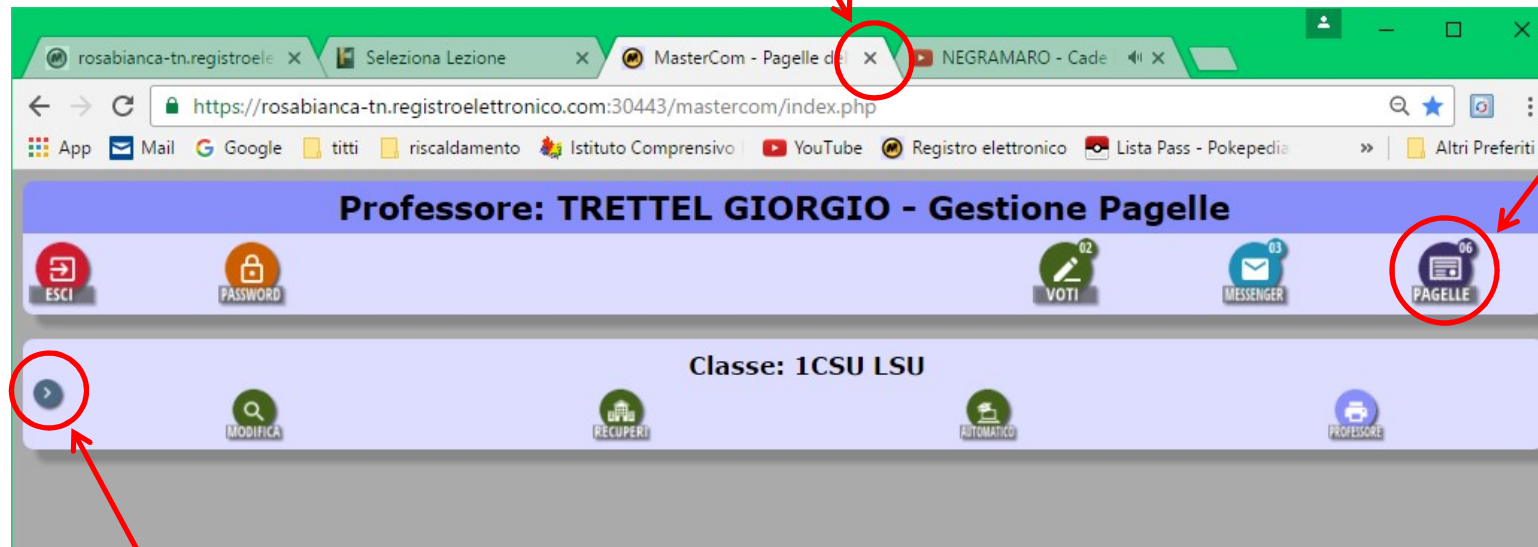 rosabianca-tn.registroele
Seleziona Lezione
MasterCom - Pagelle de
NEGRAMARO - Cade
https://rosabianca-tn.registroelettronico.com:30443/mastercom/index.php
App Mail Google titti riscaldamento Istituto Comprensivo YouTube Registro elettronico Lista Pass - Pokepedia » Altri Preferiti
Professore: TRETTEL GIORGIO - Gestione Pagelle
ESCI
PASSWORD
02
VOTI
03
MESSENGER
06
PAGELLE
Classe: 1CSU LSU
MODIFICA
RECUPERI
AUTOMATICO
PROFESSORE